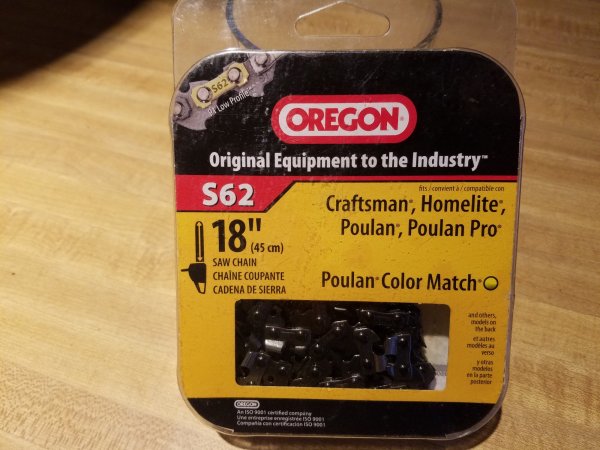 S62
91 Low Profile™
OREGON®
Original Equipment to the Industry™
S62
fits / convient à / compatible con
Craftsman®, Homelite®,
Poulan®, Poulan Pro®
18"
(45 cm)
SAW CHAIN
CHAÎNE COUPANTE
CADENA DE SIERRA
Poulan® Color Match®
and others,
models on
the back
et autres
modèles au
verso
y otras
modelos
en la parte
posterior
OREGON
An ISO 9001 certified company
Une entreprise enregistrée ISO 9001
Compañía con certificación ISO 9001